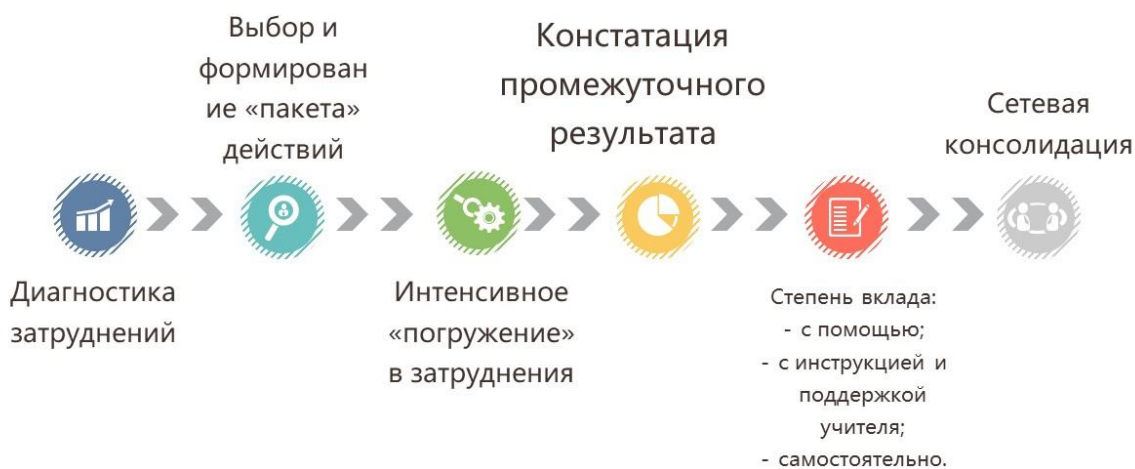 Диагностика
затруднений
Выбор и
формирован
ие «пакета»
действий
Интенсивное
«погружение»
в затруднения
Констатация
промежуточного
результата
Степень вклада:
- с помощью;
- с инструкцией и
поддержкой
учителя;
- самостоятельно.
Сетевая
консолидация